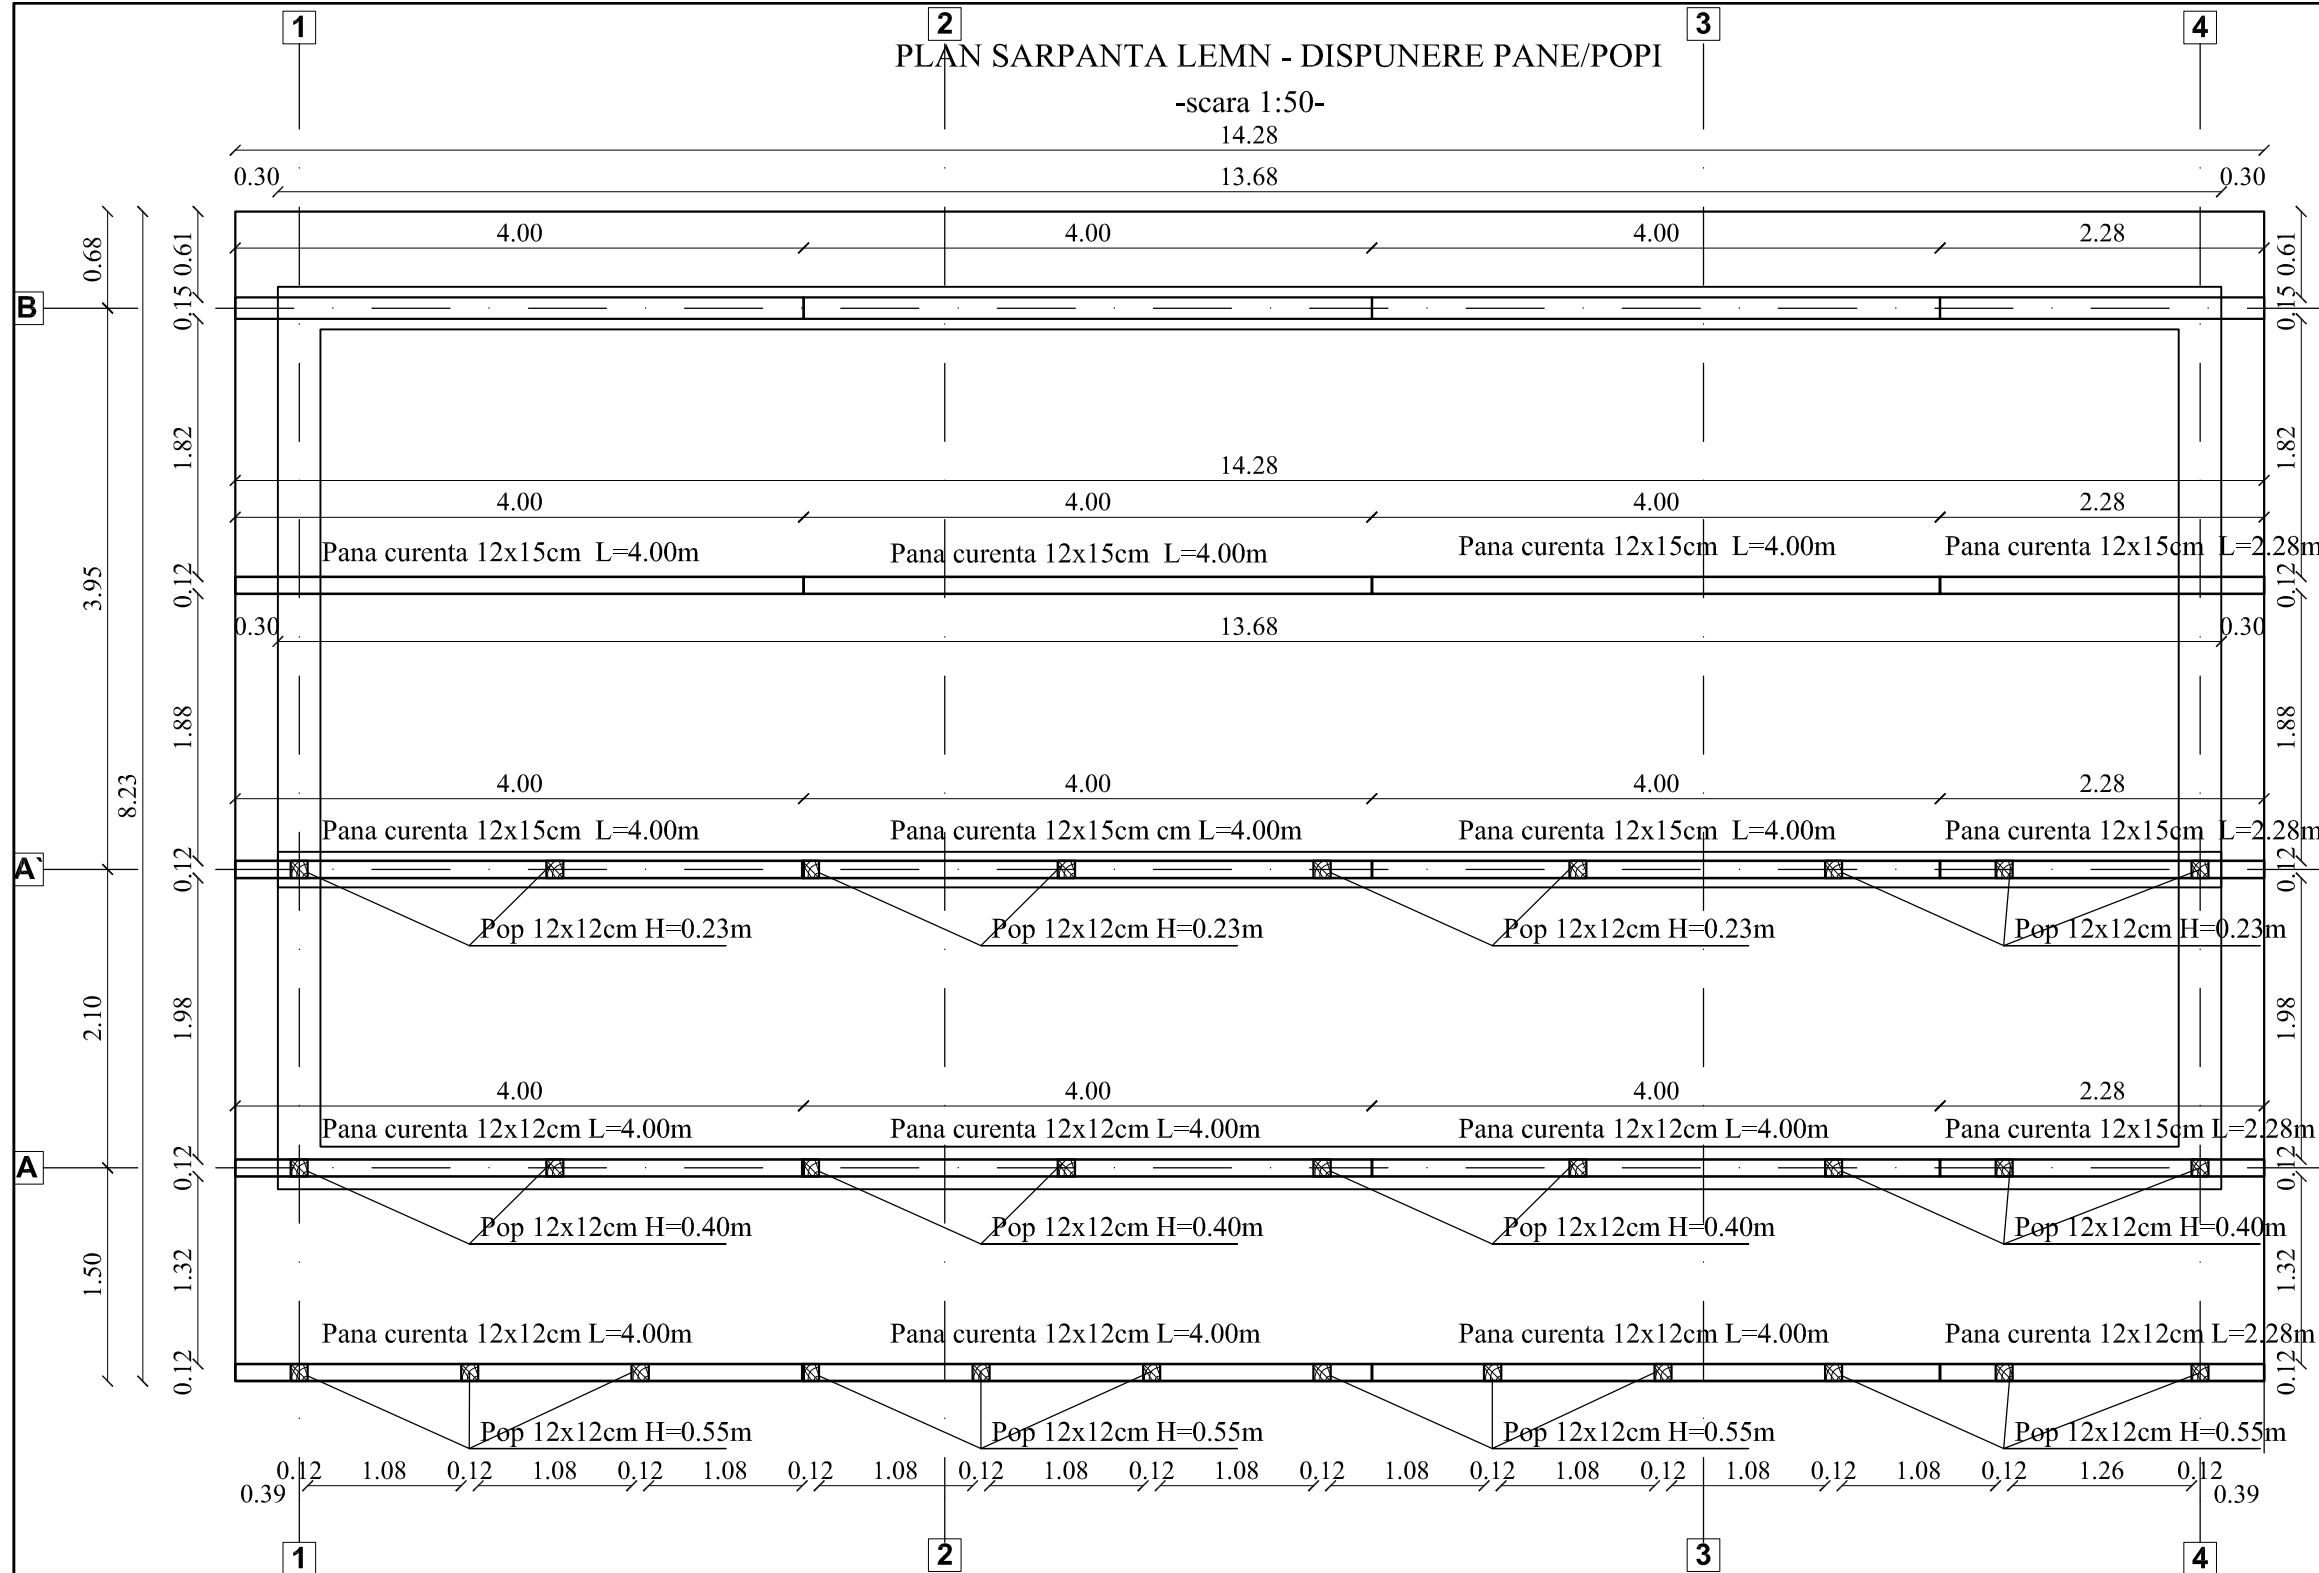 1 2 3 4
PLAN SARPANTA LEMN - DISPUNERE PANE/POPI
-scara 1:50-
14.28
0.30 13.68 0.30
4.00 4.00 4.00 2.28
0.68 0.61 0.61
B 0.15 0.15
1.82 1.82
14.28
4.00 4.00 4.00 2.28
Pana curenta 12x15cm L=4.00m Pana curenta 12x15cm L=4.00m Pana curenta 12x15cm L=4.00m Pana curenta 12x15cm L=2.28m
3.95 0.12 0.12
0.30 13.68 0.30
1.88 1.88
8.23
4.00 4.00 4.00 2.28
Pana curenta 12x15cm L=4.00m Pana curenta 12x15cm cm L=4.00m Pana curenta 12x15cm L=4.00m Pana curenta 12x15cm L=2.28m
A` 0.12 0.12
Pop 12x12cm H=0.23m Pop 12x12cm H=0.23m Pop 12x12cm H=0.23m Pop 12x12cm H=0.23m
2.10 1.98 1.98
4.00 4.00 4.00 2.28
Pana curenta 12x12cm L=4.00m Pana curenta 12x12cm L=4.00m Pana curenta 12x12cm L=4.00m Pana curenta 12x15cm L=2.28m
A 0.12 0.12
Pop 12x12cm H=0.40m Pop 12x12cm H=0.40m Pop 12x12cm H=0.40m Pop 12x12cm H=0.40m
1.50 1.32 1.32
Pana curenta 12x12cm L=4.00m Pana curenta 12x12cm L=4.00m Pana curenta 12x12cm L=4.00m Pana curenta 12x12cm L=2.28m
0.12 0.12
Pop 12x12cm H=0.55m Pop 12x12cm H=0.55m Pop 12x12cm H=0.55m Pop 12x12cm H=0.55m
0.12 1.08 0.12 1.08 0.12 1.08 0.12 1.08 0.12 1.08 0.12 1.08 0.12 1.08 0.12 1.08 0.12 1.08 0.12 1.08 0.12 1.26 0.12
0.39 0.39
1 2 3 4